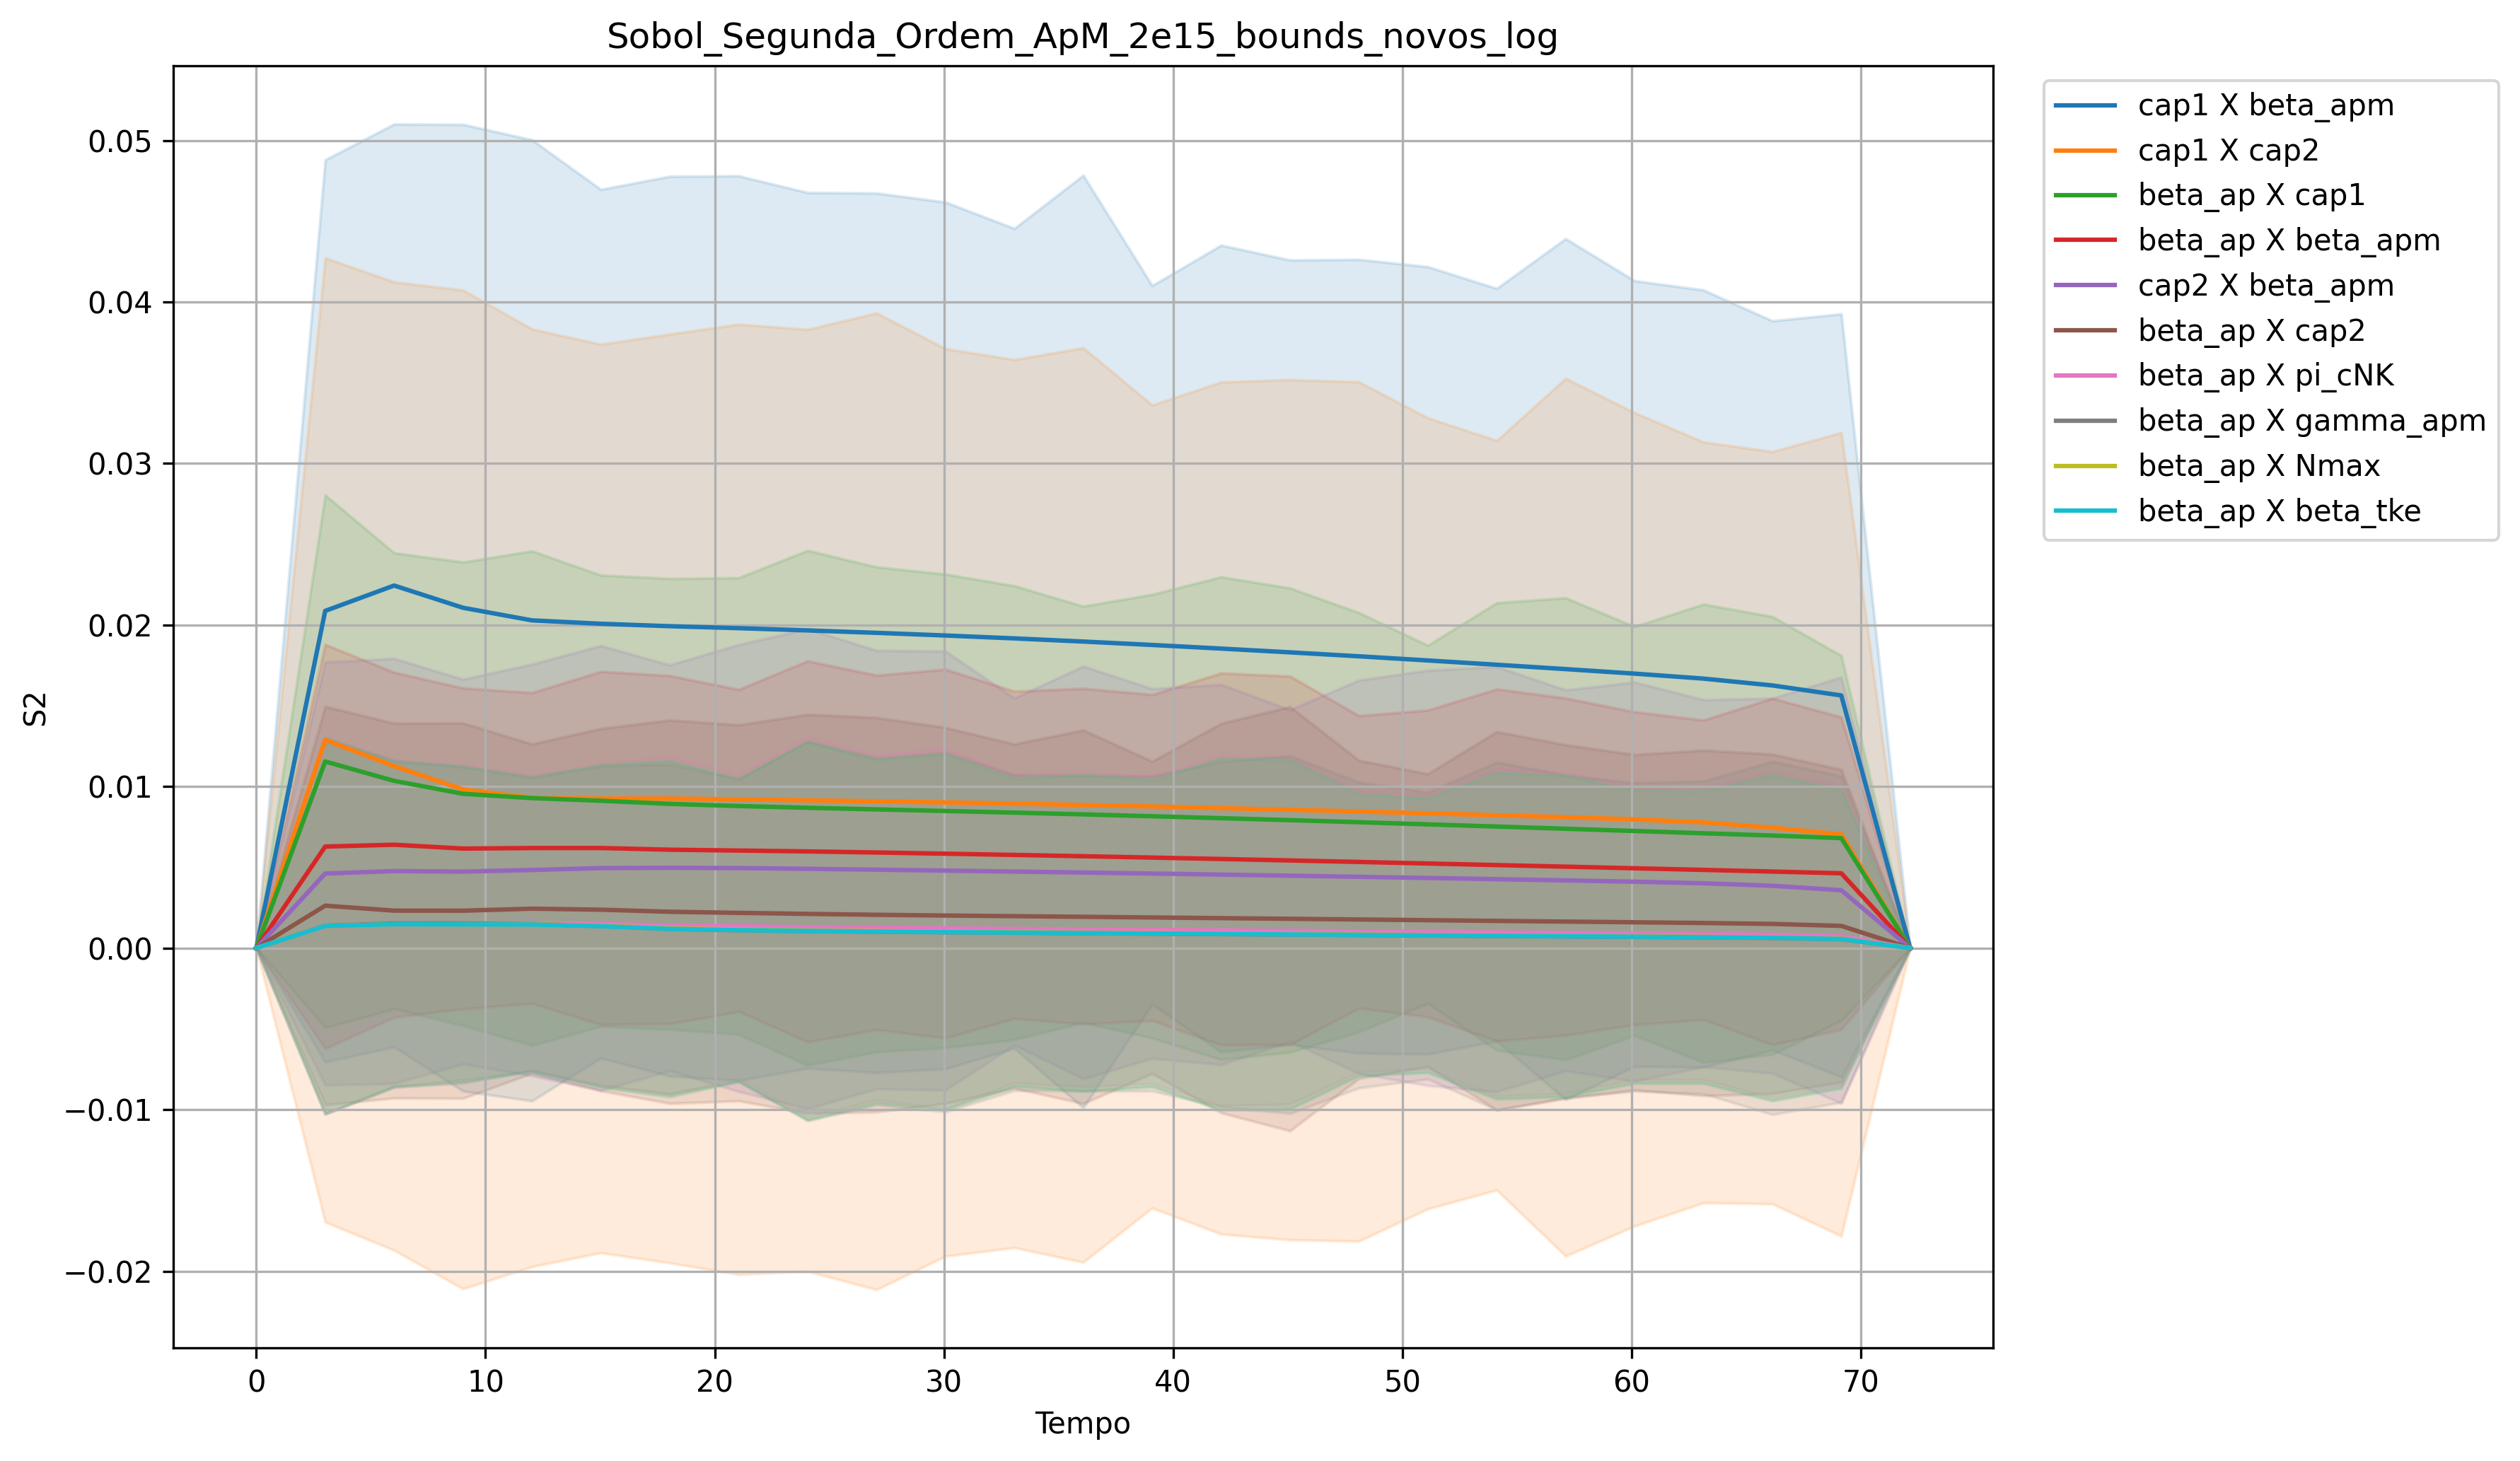 Sobol_Segunda_Ordem_ApM_2e15_bounds_novos_log
S2
0.05
0.04
0.03
0.02
0.01
0.00
−0.01
−0.02
0 10 20 30 40 50 60 70
Tempo
cap1 X beta_apm
cap1 X cap2
beta_ap X cap1
beta_ap X beta_apm
cap2 X beta_apm
beta_ap X cap2
beta_ap X pi_cNK
beta_ap X gamma_apm
beta_ap X Nmax
beta_ap X beta_tke